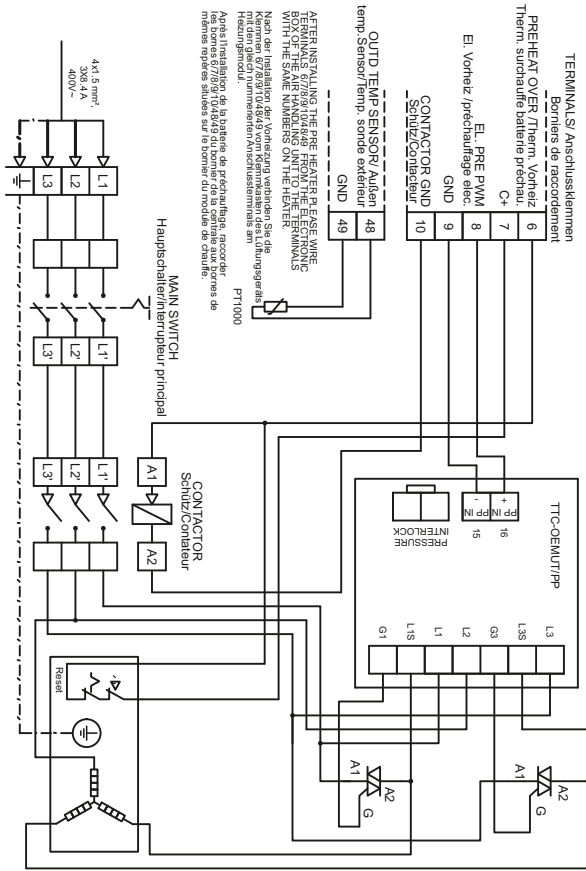 TERMINALS/ Anschlussklemmen
Borniers de raccordement
PREHEAT OVER /Therm. Vorheiz
Therm. surchauffe batterie préchau.
6
C+
7
EL. PRE PWM
El. Vorheiz /préchauffage elec.
8
GND
9
CONTACTOR GND
Schütz/Contacteur
10
OUTD TEMP SENSOR/ Außen
temp.Sensor/Temp. sonde extérieur
48
GND
49
PT1000
AFTER INSTALLING THE PRE HEATER PLEASE WIRE
TERMINALS 6/7/8/9/10/48/49 FROM THE ELECTRONIC
BOX OF THE AIR HANDLING UNIT TO THE TERMINALS
WITH THE SAME NUMBERS ON THE HEATER.
Nach der Installation der Vorheizung verbinden Sie die
Klemmen 6/7/8/9/10/48/49 vom Klemmkasten des Lüftungsgeräts
mit den gleich nummerierten Anschlussterminals am
Heizungsmodul
Après l'installation de la batterie de préchauffage, raccorder
les bornes 6/7/8/9/10/48/49 du bornier de la centrale aux bornes de
mêmes repères situées sur le bornier du module de chauffe.
TTC-OEMUT/PP
+ PP IN
16
- PP IN
15
PRESSURE
INTERLOCK
L3
L3S
G3
L2
L1
L1S
G1
A1
A2
G
A1
A2
G
4x1.5 mm²,
3X8.4 A
400V~
L1
L2
L3
MAIN SWITCH
Hauptschalter/interrupteur principal
L1'
L2'
L3'
CONTACTOR
Schütz/Contateur
A1
A2
L1'
L2'
L3'
Reset